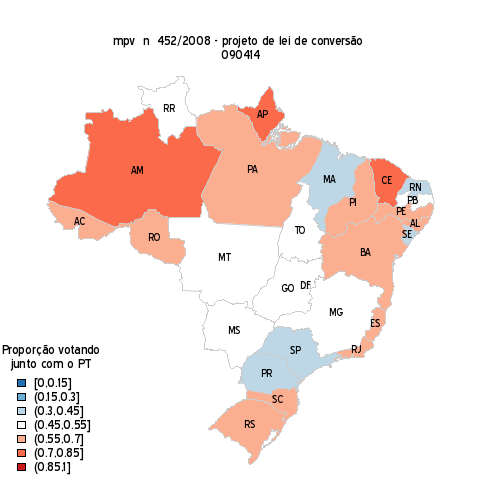 mpv n 452/2008 - projeto de lei de conversão
090414
RR
AP
AM
PA
MA
CE
RN
PB
PI
PE
AL
SE
AC
RO
TO
BA
MT
GO
DF
MG
MS
ES
RJ
SP
PR
SC
RS
Proporção votando
junto com o PT
[0,0.15]
(0.15,0.3]
(0.3,0.45]
(0.45,0.55]
(0.55,0.7]
(0.7,0.85]
(0.85,1]